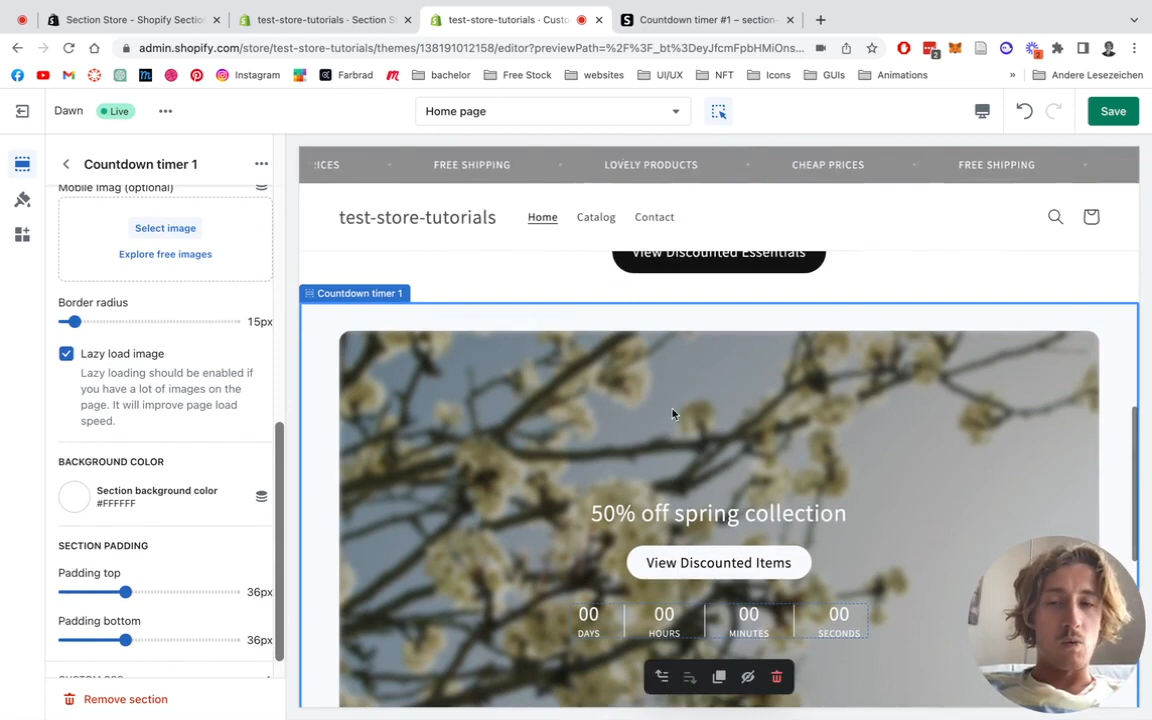 Section Store - Shopify Section
test-store-tutorials · Section S
test-store-tutorials · Custo
Countdown timer #1 – section-
admin.shopify.com/store/test-store-tutorials/themes/138191012158/editor?previewPath=%2F%3F_bt%3DeyJfcmFpbHMiOns...
2
2
Instagram
Farbrad
bachelor
Free Stock
websites
UI/UX
NFT
Icons
GUIs
Animations
»
Andere Lesezeichen
Dawn
Live
Home page
Save
Countdown timer 1
Mobile Imag (optional)
Select image
Explore free images
Border radius
15px
Lazy load image
Lazy loading should be enabled if
you have a lot of images on the
page. It will improve page load
speed.
BACKGROUND COLOR
Section background color
#FFFFFF
SECTION PADDING
Padding top
36px
Padding bottom
36px
Remove section
RICES
FREE SHIPPING
LOVELY PRODUCTS
CHEAP PRICES
FREE SHIPPING
test-store-tutorials
Home
Catalog
Contact
View Discounted Essentials
Countdown timer 1
50% off spring collection
View Discounted Items
00 00 00 00
DAYS HOURS MINUTES SECONDS